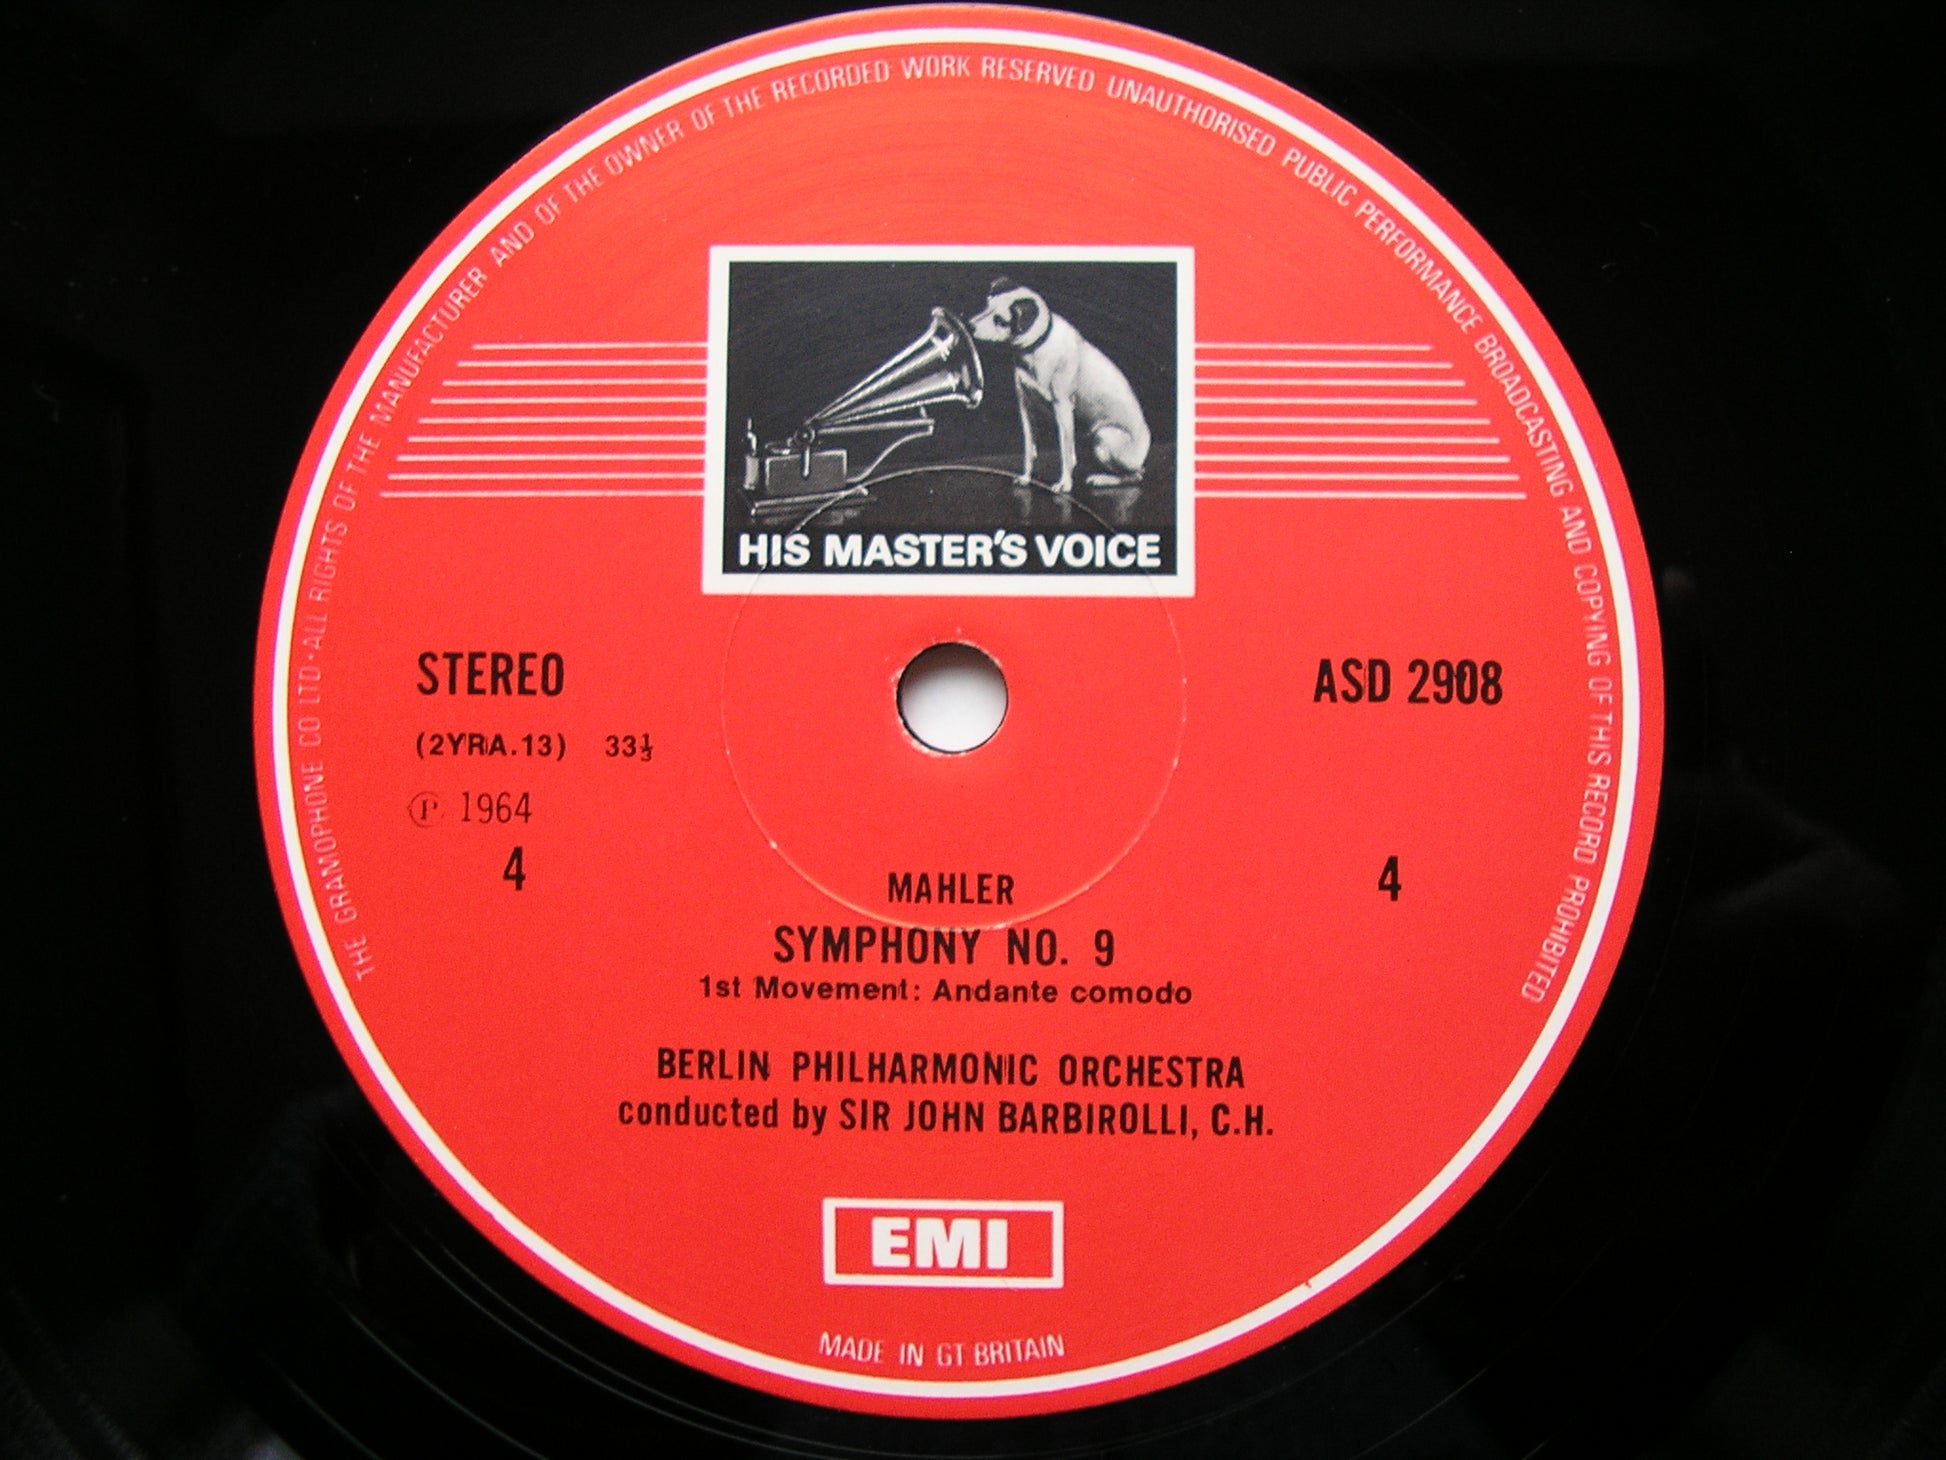 THE GRAMOPHONE CO LTD · ALL RIGHTS OF THE MANUFACTURER AND OF THE OWNER OF THE RECORDED WORK RESERVED UNAUTHORISED PUBLIC PERFORMANCE BROADCASTING AND COPYING OF THIS RECORD PROHIBITED
HIS MASTER'S VOICE
STEREO
ASD 2908
(2YRA.13) 33⅓
℗ 1964
4
4
MAHLER
SYMPHONY NO. 9
1st Movement: Andante comodo
BERLIN PHILHARMONIC ORCHESTRA
conducted by SIR JOHN BARBIROLLI, C.H.
EMI
MADE IN GT BRITAIN